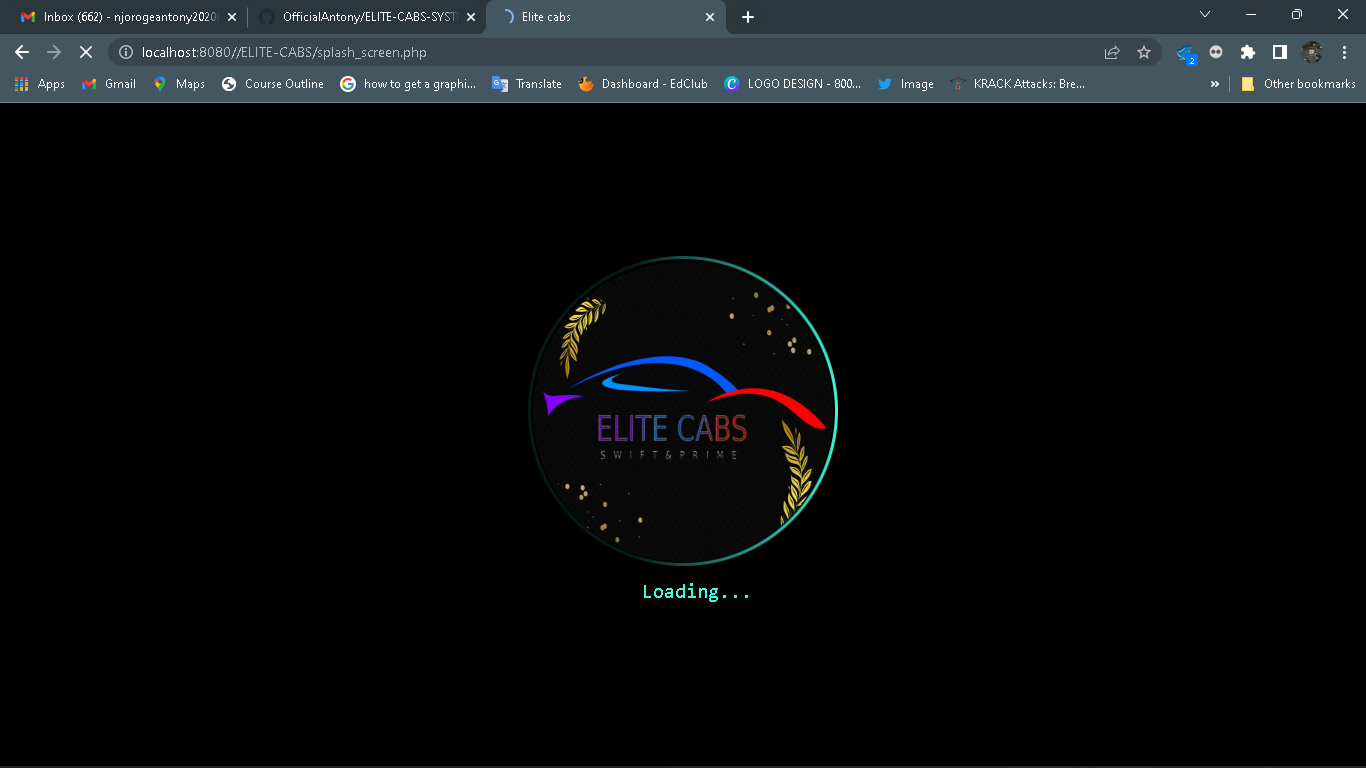 Inbox (662) - njorogeantony2020
OfficialAntony/ELITE-CABS-SYST
Elite cabs
localhost:8080//ELITE-CABS/splash_screen.php
2
Apps
Gmail
Maps
Course Outline
how to get a graphi...
Translate
Dashboard - EdClub
LOGO DESIGN - 800...
Image
KRACK Attacks: Bre...
»
Other bookmarks
ELITE CABS
SWIFT&PRIME
Loading...